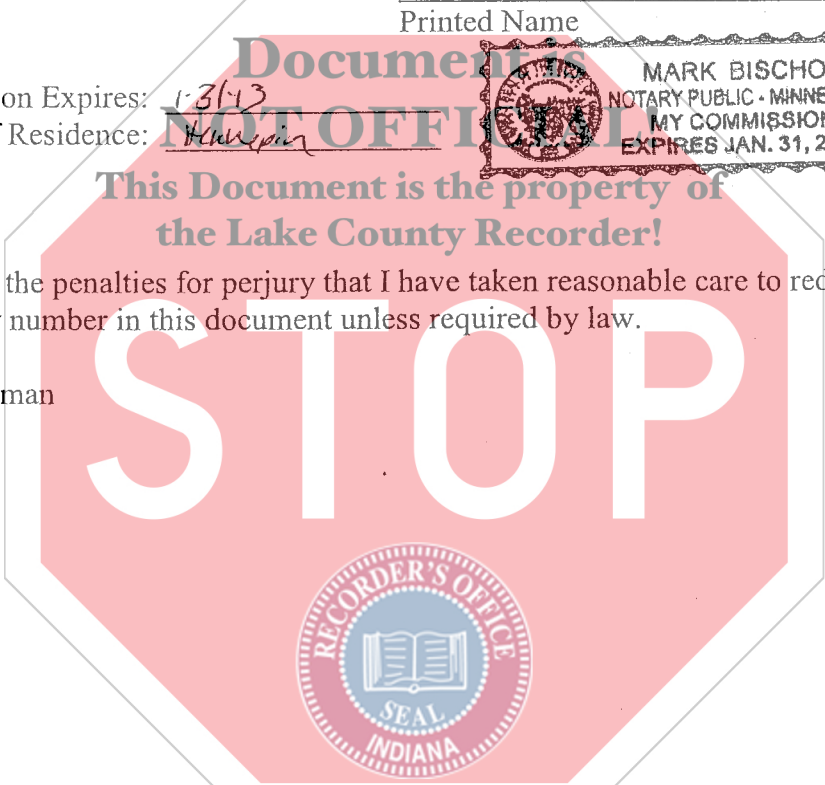 Printed Name
Document is
NOT OFFICIAL!
This Document is the property of
the Lake County Recorder!
on Expires: 1-31-13
Residence: Hennepin
MARK BISCHO
NOTARY PUBLIC - MINNE
MY COMMISSION
EXPIRES JAN. 31, 2
the penalties for perjury that I have taken reasonable care to red
number in this document unless required by law.
man
STOP
RECORDER'S OFFICE
SEAL
INDIANA